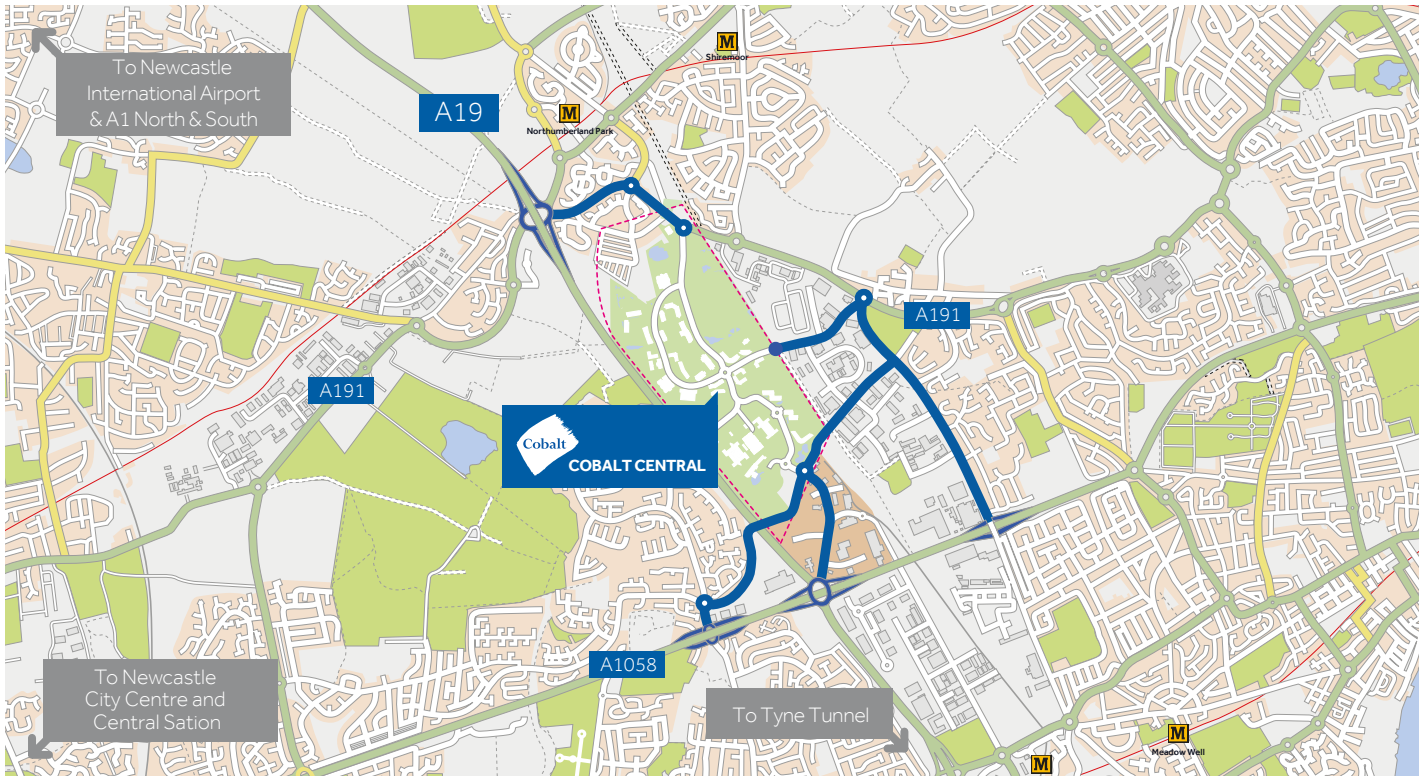 To Newcastle
International Airport
& A1 North & South
A19
M
Shiremoor
M
Northumberland Park
A191
A191
Cobalt
COBALT CENTRAL
A1058
To Newcastle
City Centre and
Central Sation
To Tyne Tunnel
M
Meadow Well
M